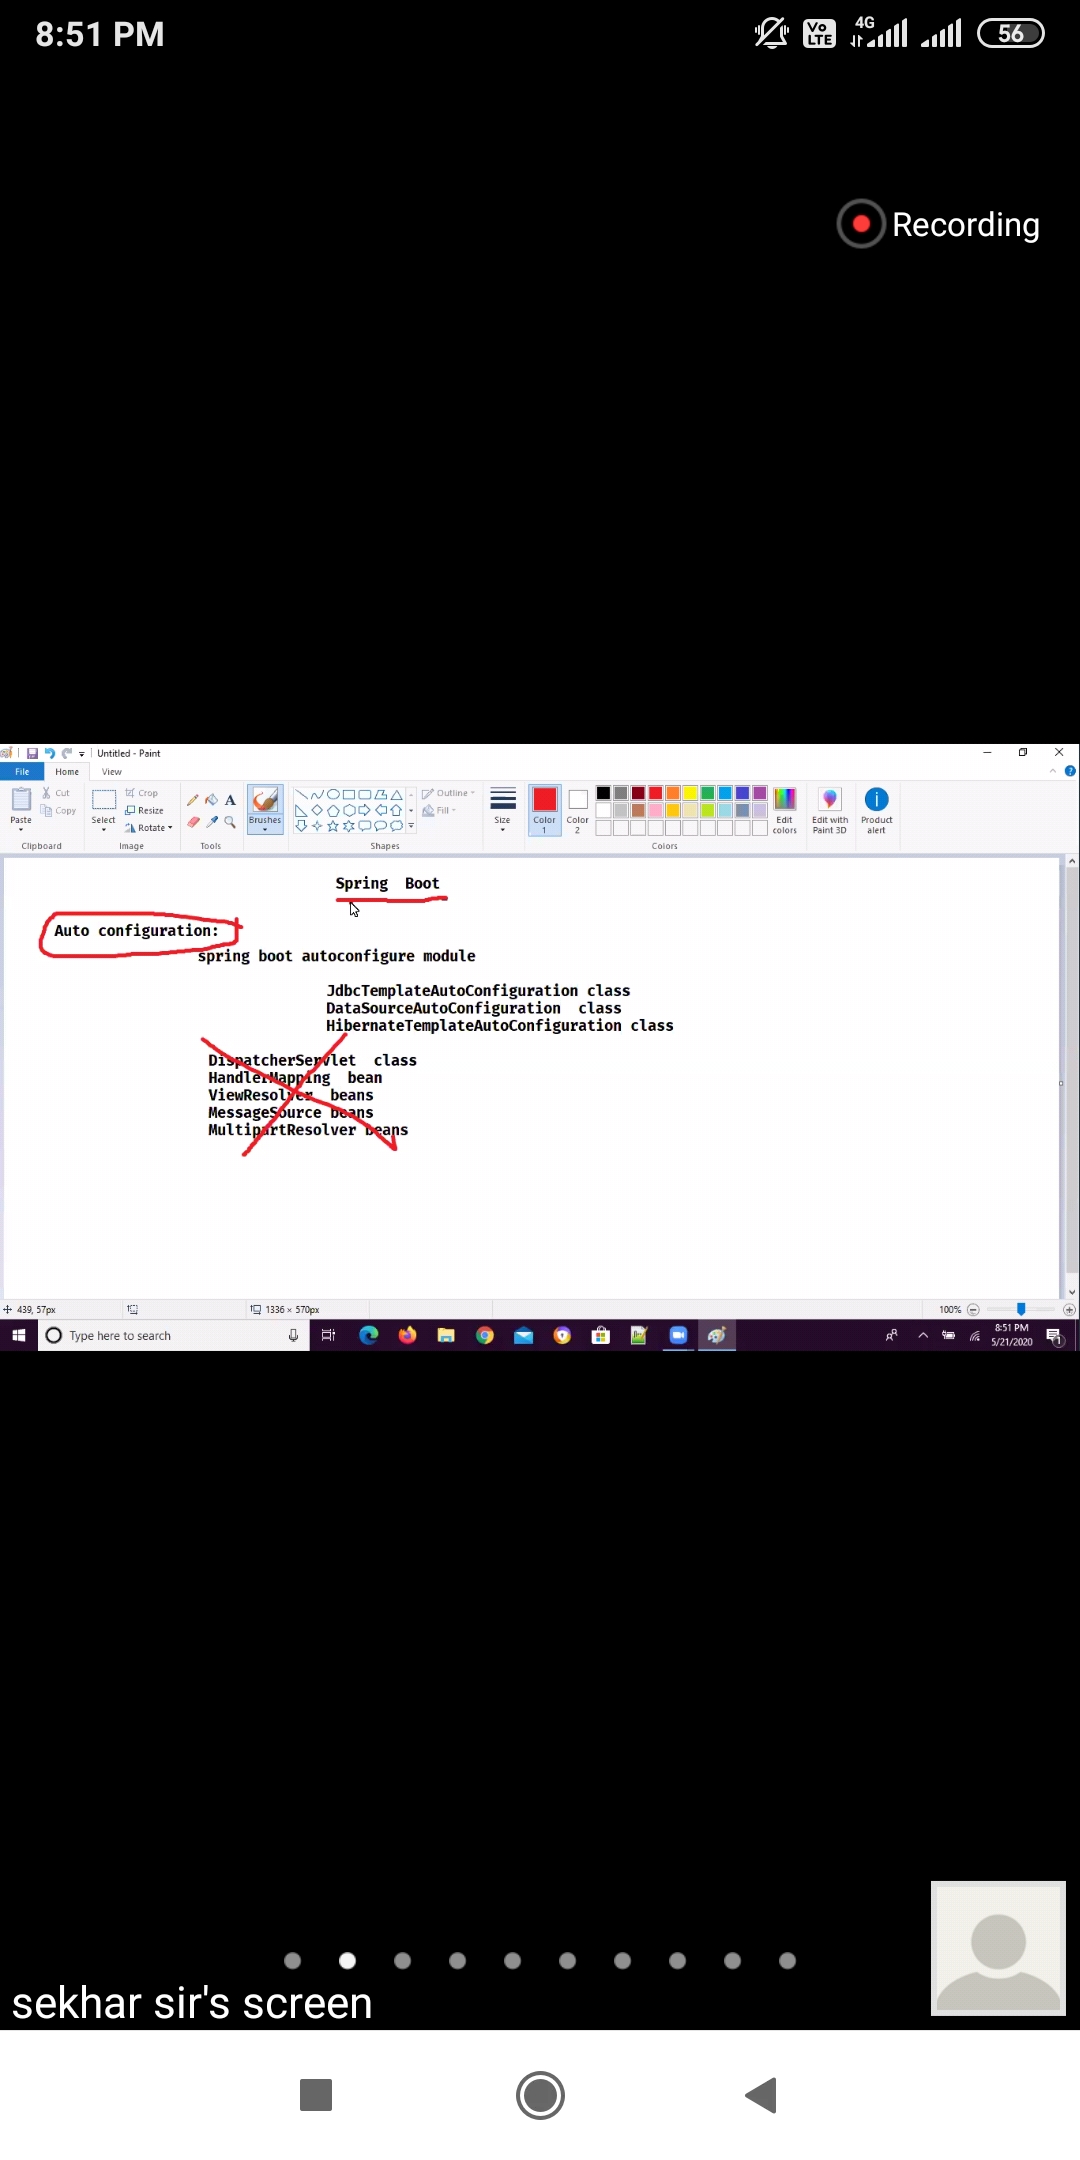 8:51 PM
Vo LTE
4G
56
Recording
Untitled - Paint
File Home View
Paste
Cut
Copy
Clipboard
Select
Crop
Resize
Rotate
Image
A
Tools
Brushes
Outline
Fill
Shapes
Size
Color 1
Color 2
Edit colors
Colors
Edit with Paint 3D
Product alert
Spring Boot
Auto configuration:
spring boot autoconfigure module
JdbcTemplateAutoConfiguration class
DataSourceAutoConfiguration class
HibernateTemplateAutoConfiguration class
DispatcherServlet class
HandlerMapping bean
ViewResolver beans
MessageSource beans
MultipartResolver beans
439, 57px
1336 × 570px
100%
Type here to search
8:51 PM
5/21/2020
1
sekhar sir's screen